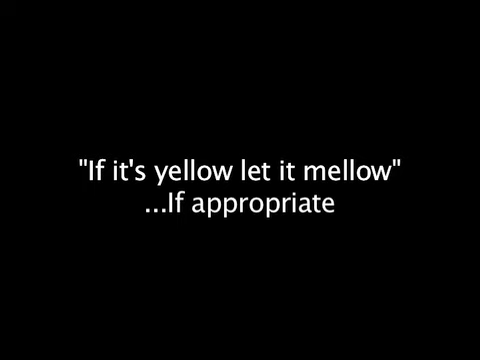 "If it's yellow let it mellow"
...If appropriate